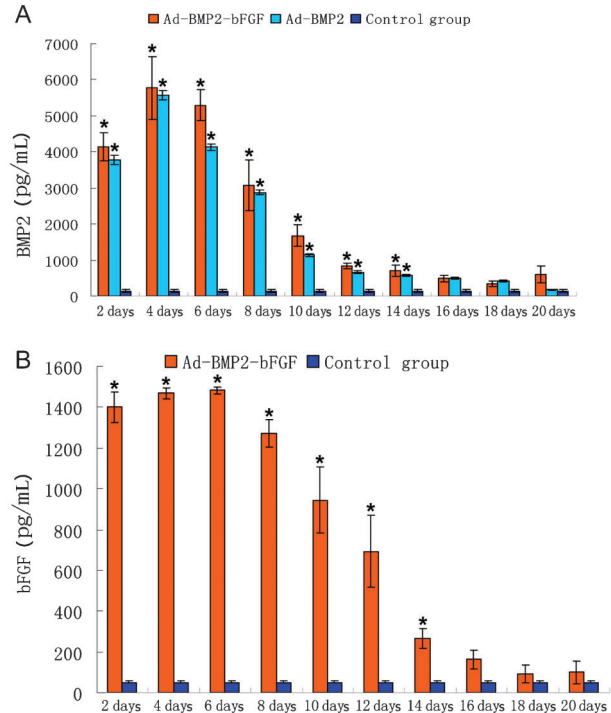 A
Ad-BMP2-bFGF Ad-BMP2 Control group
BMP2 (pg/mL)
7000
6000
5000
4000
3000
2000
1000
0
* * * * * * * * * * * * * *
2 days 4 days 6 days 8 days 10 days 12 days 14 days 16 days 18 days 20 days
B
Ad-BMP2-bFGF Control group
bFGF (pg/mL)
1600
1400
1200
1000
800
600
400
200
0
* * * * * * *
2 days 4 days 6 days 8 days 10 days 12 days 14 days 16 days 18 days 20 days